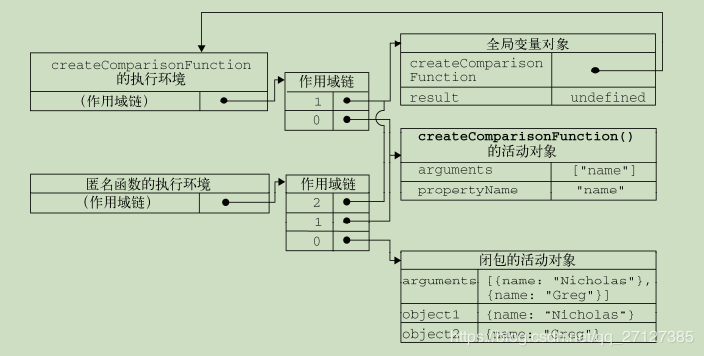 createComparisonFunction
的执行环境
(作用域链)
作用域链
1
0
全局变量对象
createComparison
Function
result undefined
createComparisonFunction()
的活动对象
arguments ["name"]
propertyName "name"
匿名函数的执行环境
(作用域链)
作用域链
2
1
0
闭包的活动对象
arguments [{name: "Nicholas"},
{name: "Greg"}]
object1 {name: "Nicholas"}
object2 {name: "Greg"}
https://blog.csdn.net/qq_27127385